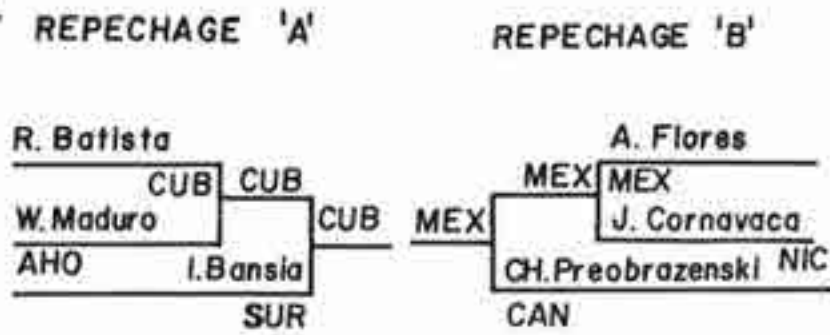 REPECHAGE 'A'
REPECHAGE 'B'
R. Batista
CUB CUB
W. Maduro
CUB
AHO
I. Bansia
SUR
A. Flores
MEX MEX
MEX
J. Cornavaca
NIC
CH. Preobrazenski
CAN